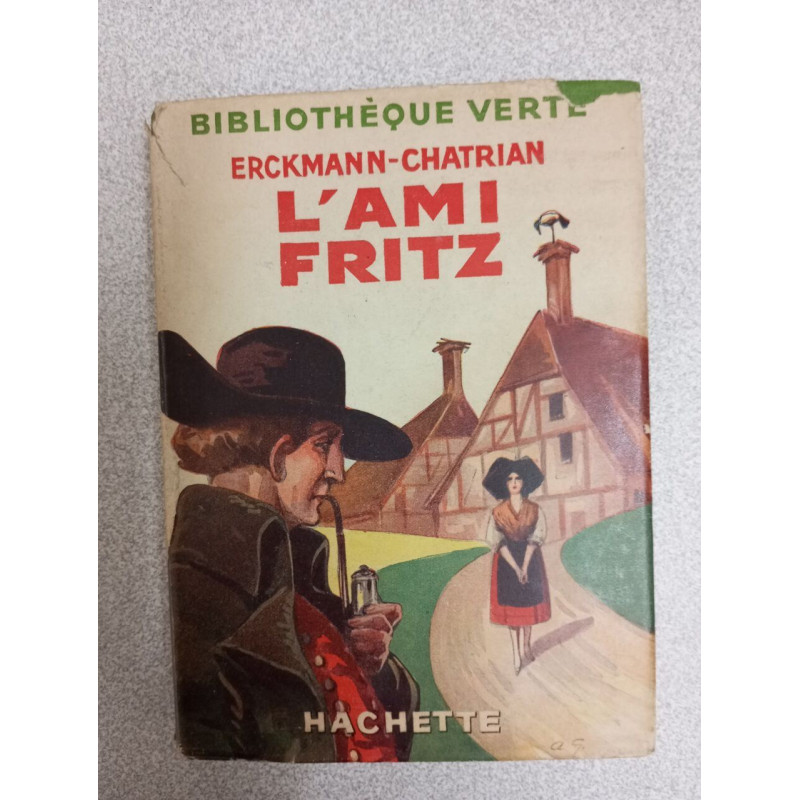 BIBLIOTHÈQUE VERTE
ERCKMANN-CHATRIAN
L'AMI
FRITZ
HACHETTE